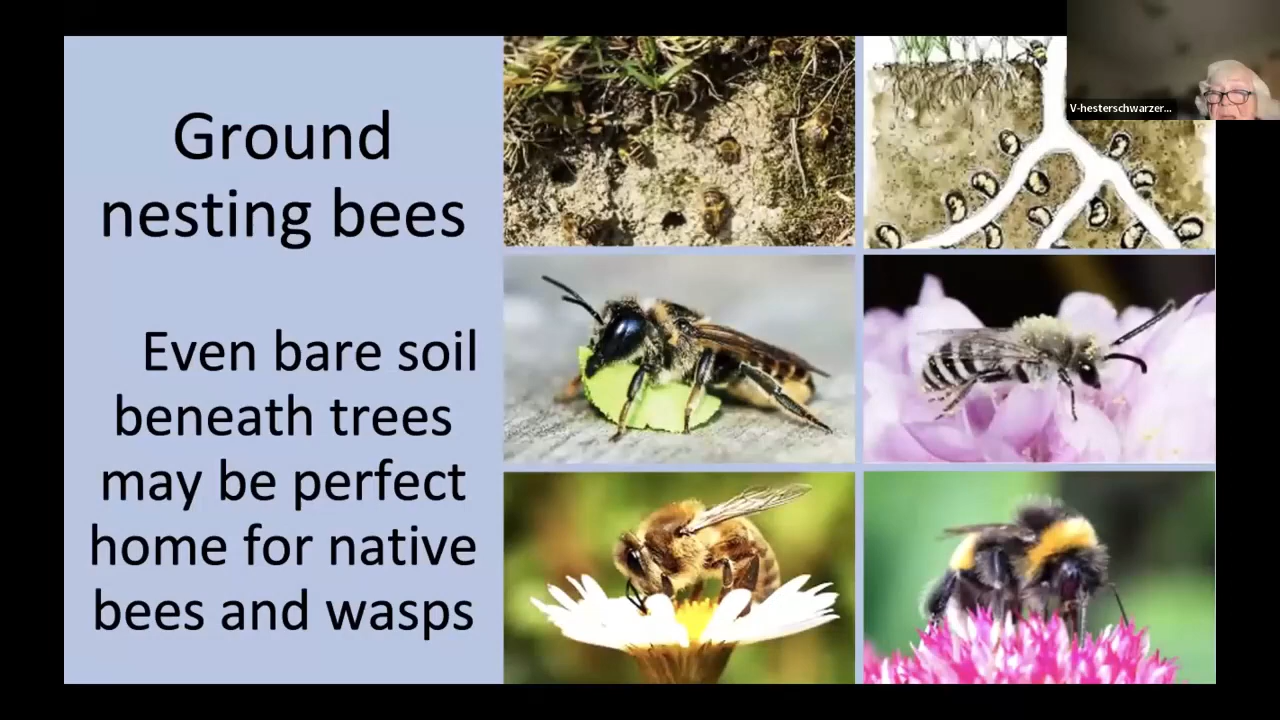 Ground
nesting bees
Even bare soil
beneath trees
may be perfect
home for native
bees and wasps
V-hesterschwarzer...